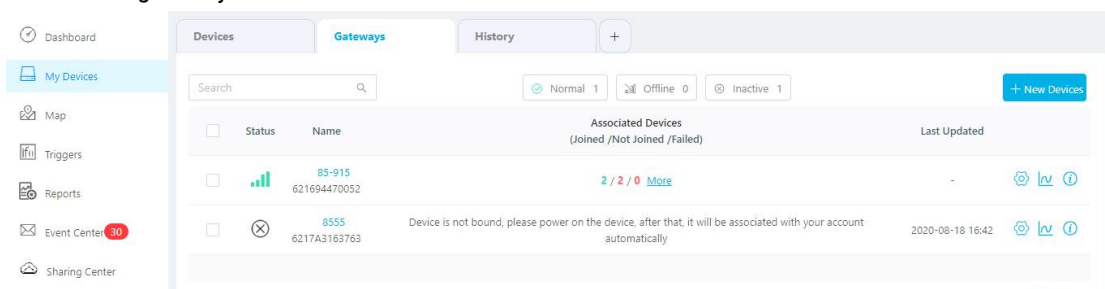 Dashboard
My Devices
Map
Triggers
Reports
Event Center 30
Sharing Center
Devices
Gateways
History
+
Search
Normal 1
Offline 0
Inactive 1
+ New Devices
Status
Name
Associated Devices
(Joined /Not Joined /Failed)
Last Updated
85-915
621694470052
2 / 2 / 0 More
-
8555
6217A3163763
Device is not bound, please power on the device, after that, it will be associated with your account
automatically
2020-08-18 16:42